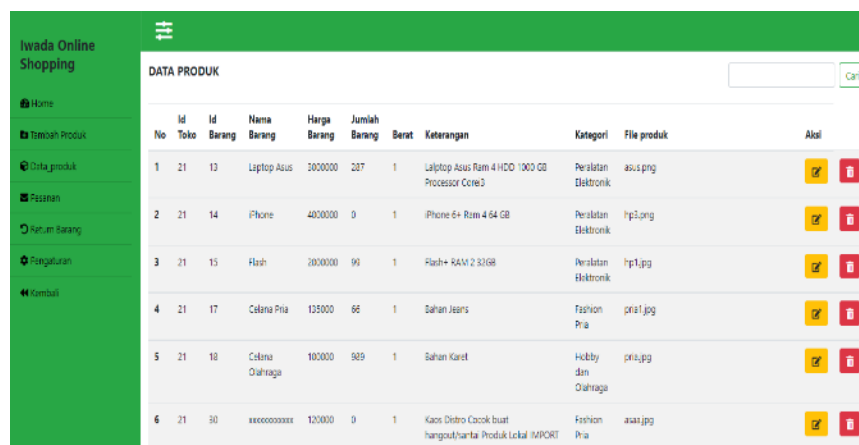 Iwada Online
Shopping
Home
Tambah Produk
Data_produk
Pesanan
Return Barang
Pengaturan
Kembali
DATA PRODUK
Cari
No Id Toko Id Barang Nama Barang Harga Barang Jumlah Barang Berat Keterangan Kategori File produk Aksi
1 21 13 Laptop Asus 3000000 287 1 Lalptop Asus Ram 4 HDD 1000 GB Peralatan asus.png
Processor Corei3 Elektronik
2 21 14 iPhone 4000000 0 1 iPhone 6+ Ram 4 64 GB Peralatan hp3.png
Elektronik
3 21 15 Flash 2000000 99 1 Flash+ RAM 2 32GB Peralatan hp1.jpg
Elektronik
4 21 17 Celana Pria 135000 66 1 Bahan Jeans Fashion pria1.jpg
Pria
5 21 18 Celana 100000 989 1 Bahan Karet Hobby pria.jpg
Olahraga dan
Olahraga
6 21 30 120000 0 1 Kaos Distro Cocok buat Fashion asaa.jpg
hangout/santai Produk Lokal IMPORT Pria